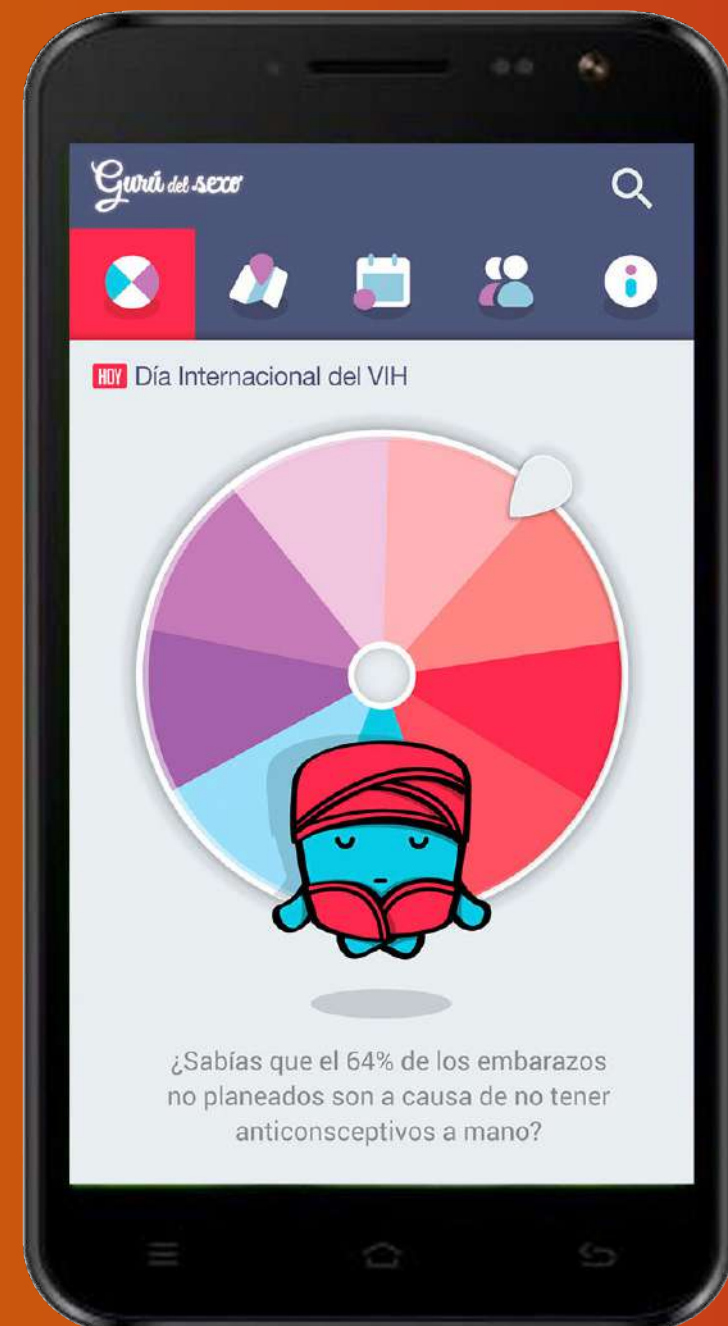 Gurú del sexo
HOY Día Internacional del VIH
¿Sabías que el 64% de los embarazos
no planeados son a causa de no tener
anticonsceptivos a mano?